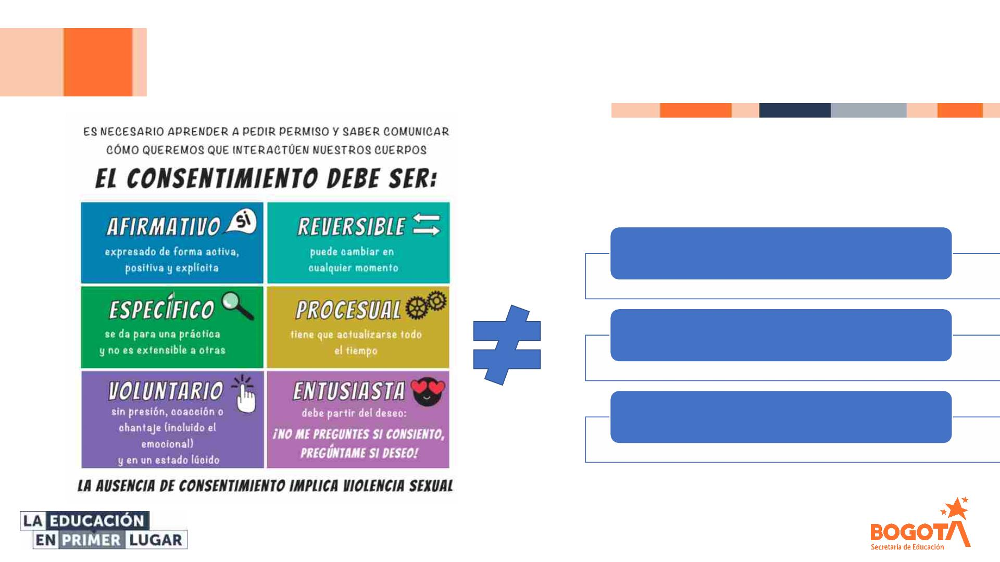 ES NECESARIO APRENDER A PEDIR PERMISO Y SABER COMUNICAR
CÓMO QUEREMOS QUE INTERACTÚEN NUESTROS CUERPOS
EL CONSENTIMIENTO DEBE SER:
AFIRMATIVO SÍ
expresado de forma activa,
positiva y explícita
REVERSIBLE
puede cambiar en
cualquier momento
ESPECÍFICO
se da para una práctica
y no es extensible a otras
PROCESUAL
tiene que actualizarse todo
el tiempo
VOLUNTARIO
sin presión, coacción o
chantaje (incluido el
emocional)
y en un estado lúcido
ENTUSIASTA
debe partir del deseo:
¡NO ME PREGUNTES SI CONSIENTO,
PREGÚNTAME SI DESEO!
LA AUSENCIA DE CONSENTIMIENTO IMPLICA VIOLENCIA SEXUAL
LA EDUCACIÓN
EN PRIMER LUGAR
BOGOTÁ
Secretaría de Educación